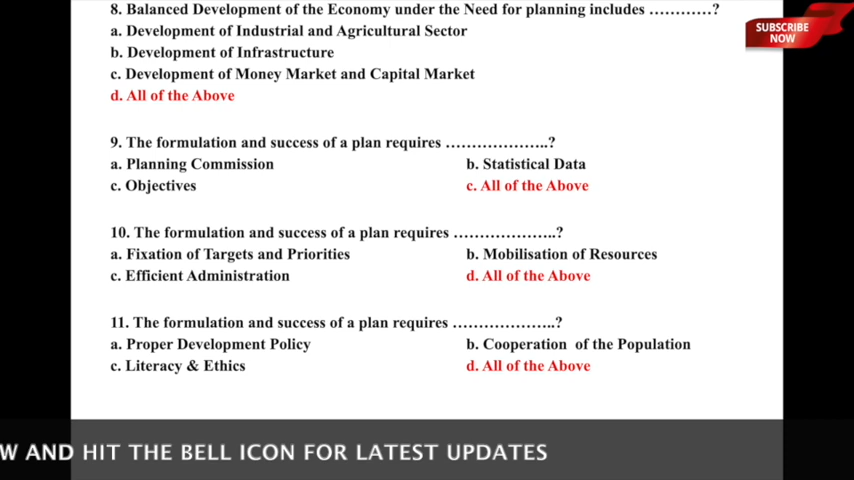 8. Balanced Development of the Economy under the Need for planning includes …………?
SUBSCRIBE
NOW
a. Development of Industrial and Agricultural Sector
b. Development of Infrastructure
c. Development of Money Market and Capital Market
d. All of the Above
9. The formulation and success of a plan requires ………………..?
a. Planning Commission b. Statistical Data
c. Objectives c. All of the Above
10. The formulation and success of a plan requires ………………..?
a. Fixation of Targets and Priorities b. Mobilisation of Resources
c. Efficient Administration d. All of the Above
11. The formulation and success of a plan requires ………………..?
a. Proper Development Policy b. Cooperation of the Population
c. Literacy & Ethics d. All of the Above
W AND HIT THE BELL ICON FOR LATEST UPDATES